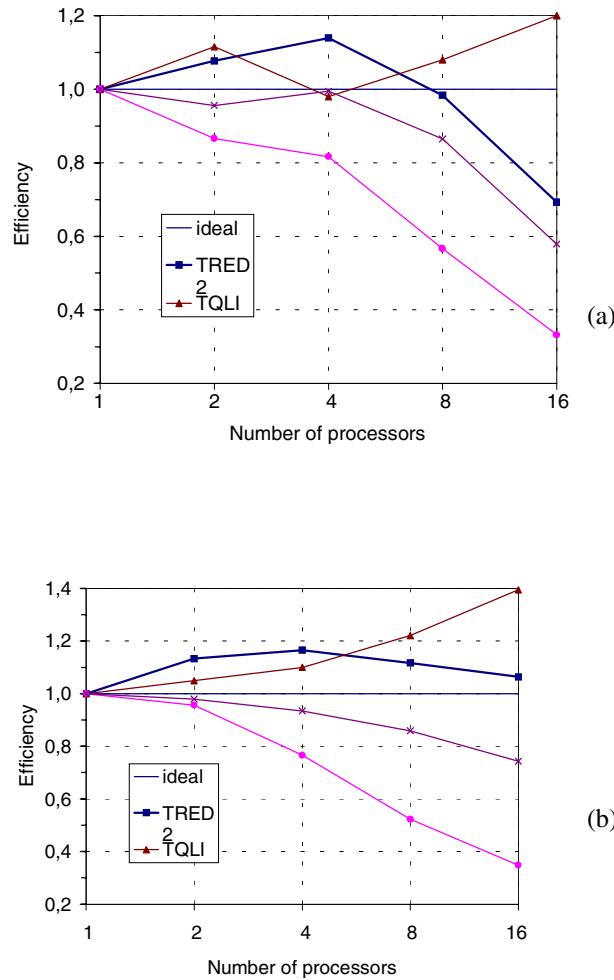 1,2
1,0
0,8
0,6
0,4
0,2
Efficiency
ideal
TRED
2
TQLI
1 2 4 8 16
Number of processors
(a)
1,4
1,2
1,0
0,8
0,6
0,4
0,2
Efficiency
ideal
TRED
2
TQLI
1 2 4 8 16
Number of processors
(b)